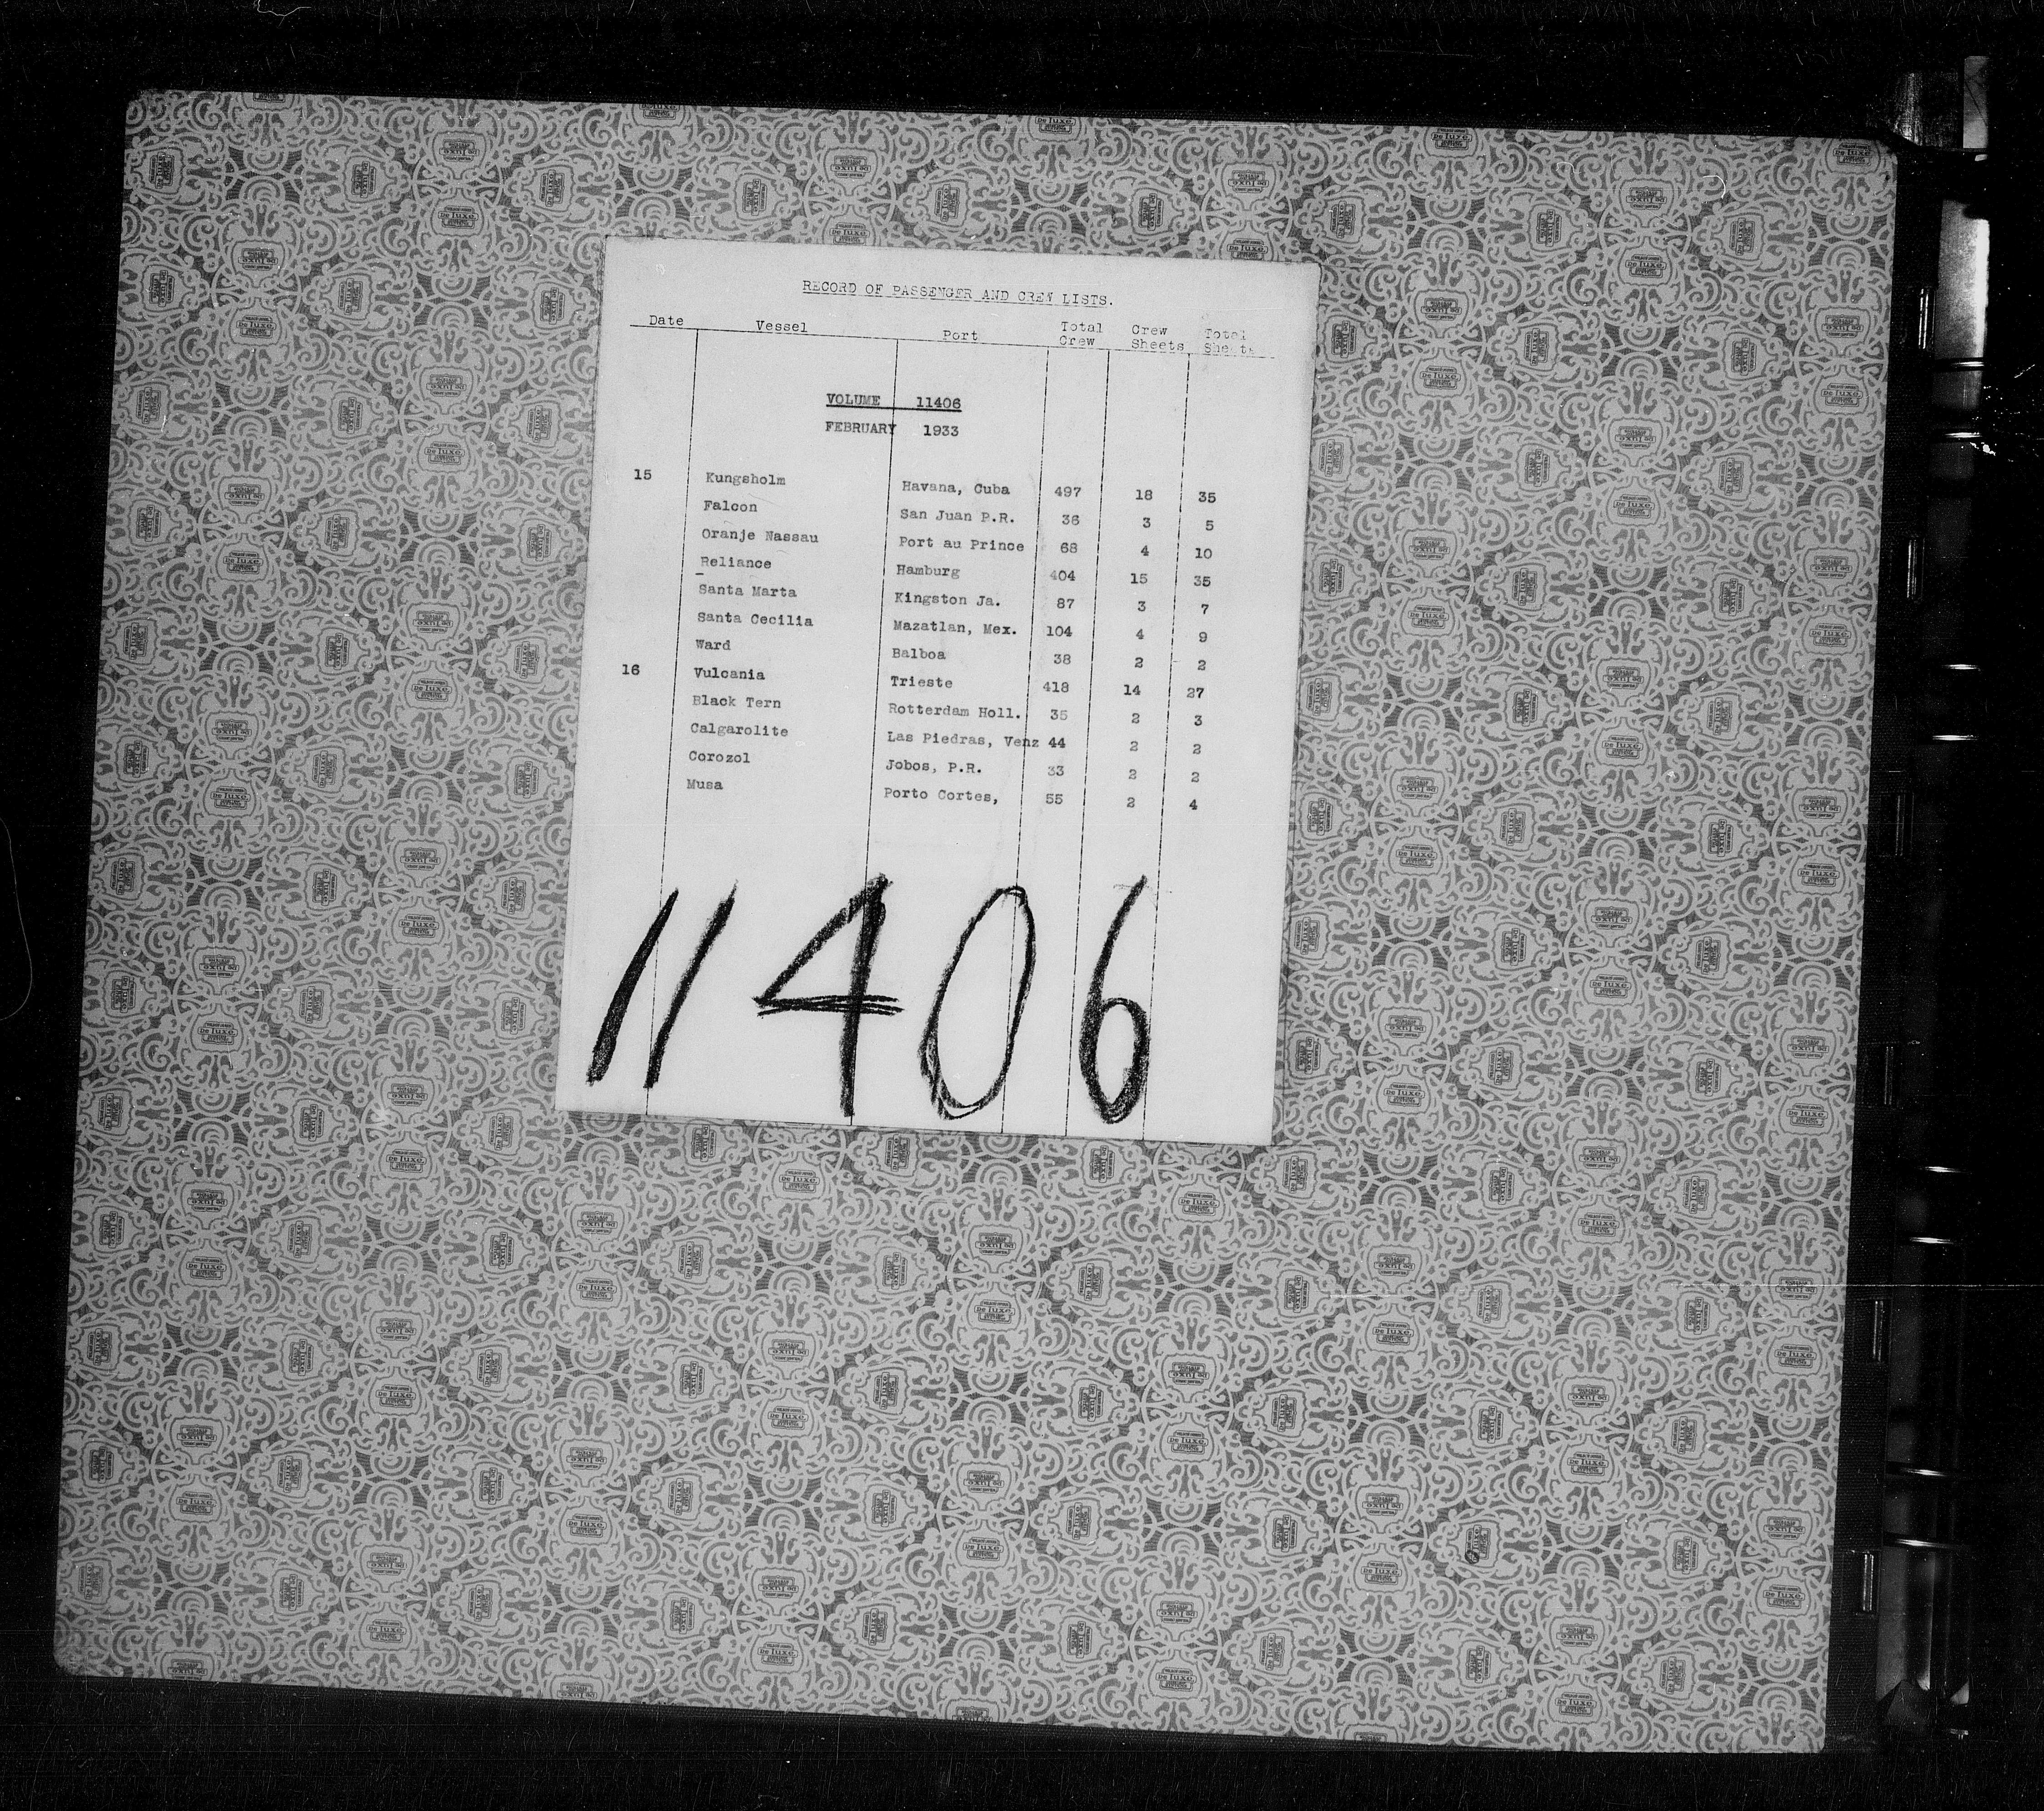 RECORD OF PASSENGER AND CREW LISTS.
Date Vessel Port Total Crew Crew Sheets Total Sheets
VOLUME 11406
FEBRUARY 1933
15 Kungsholm Havana, Cuba 497 18 35
Falcon San Juan P.R. 36 3 5
Oranje Nassau Port au Prince 68 4 10
Reliance Hamburg 404 15 35
Santa Marta Kingston Ja. 87 3 7
Santa Cecilia Mazatlan, Mex. 104 4 9
Ward Balboa 38 2 2
16 Vulcania Trieste 418 14 27
Black Tern Rotterdam Holl. 35 2 3
Calgarolite Las Piedras, Venz 44 2 2
Corozol Jobos, P.R. 33 2 2
Musa Porto Cortes, 55 2 4
11406